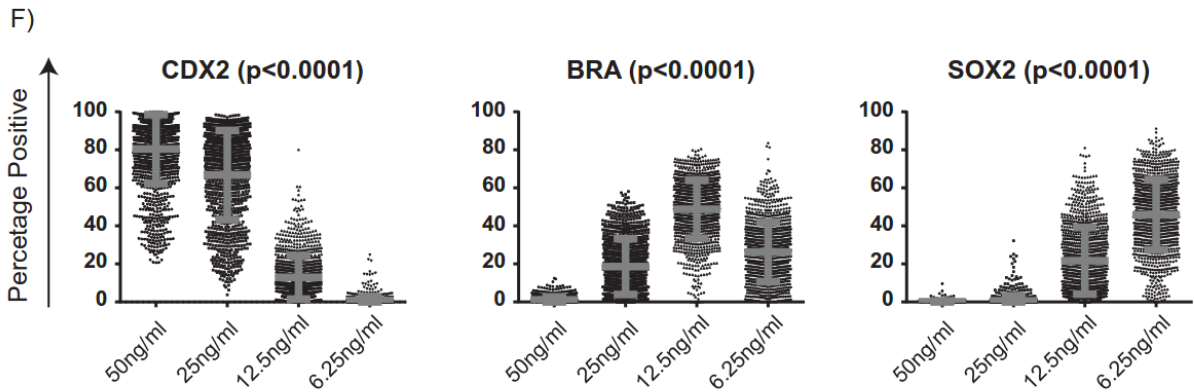 F)
Percetage Positive
CDX2 (p<0.0001)
100
80
60
40
20
0
50ng/ml
25ng/ml
12.5ng/ml
6.25ng/ml
BRA (p<0.0001)
100
80
60
40
20
0
50ng/ml
25ng/ml
12.5ng/ml
6.25ng/ml
SOX2 (p<0.0001)
100
80
60
40
20
0
50ng/ml
25ng/ml
12.5ng/ml
6.25ng/ml